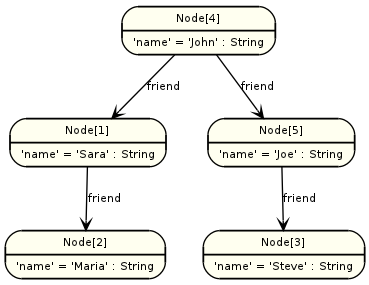 Node[4]
'name' = 'John' : String
friend
friend
Node[1]
'name' = 'Sara' : String
Node[5]
'name' = 'Joe' : String
friend
friend
Node[2]
'name' = 'Maria' : String
Node[3]
'name' = 'Steve' : String